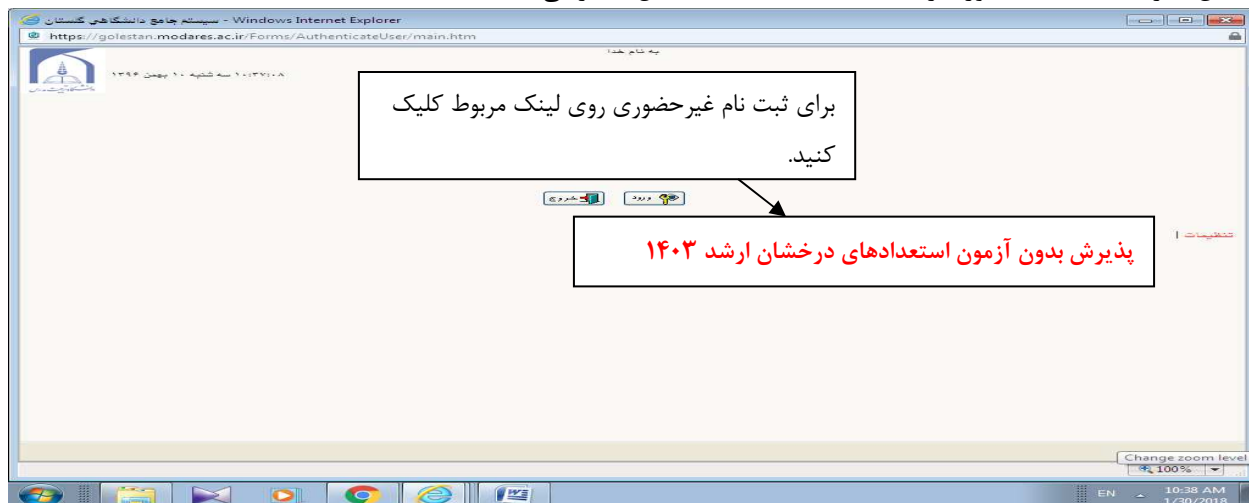 سیستم جامع دانشگاهی گلستان - Windows Internet Explorer
https://golestan.modares.ac.ir/Forms/AuthenticateUser/main.htm
به نام خدا
۱۰:۳۷:۰۸ سه شنبه ۱۰ بهمن ۱۳۹۶
برای ثبت نام غیرحضوری روی لینک مربوط کلیک
کنید.
ورود
خروج
تنظیمات |
پذیرش بدون آزمون استعدادهای درخشان ارشد ۱۴۰۳
Change zoom level
100%
EN
10:38 AM
1/30/2018